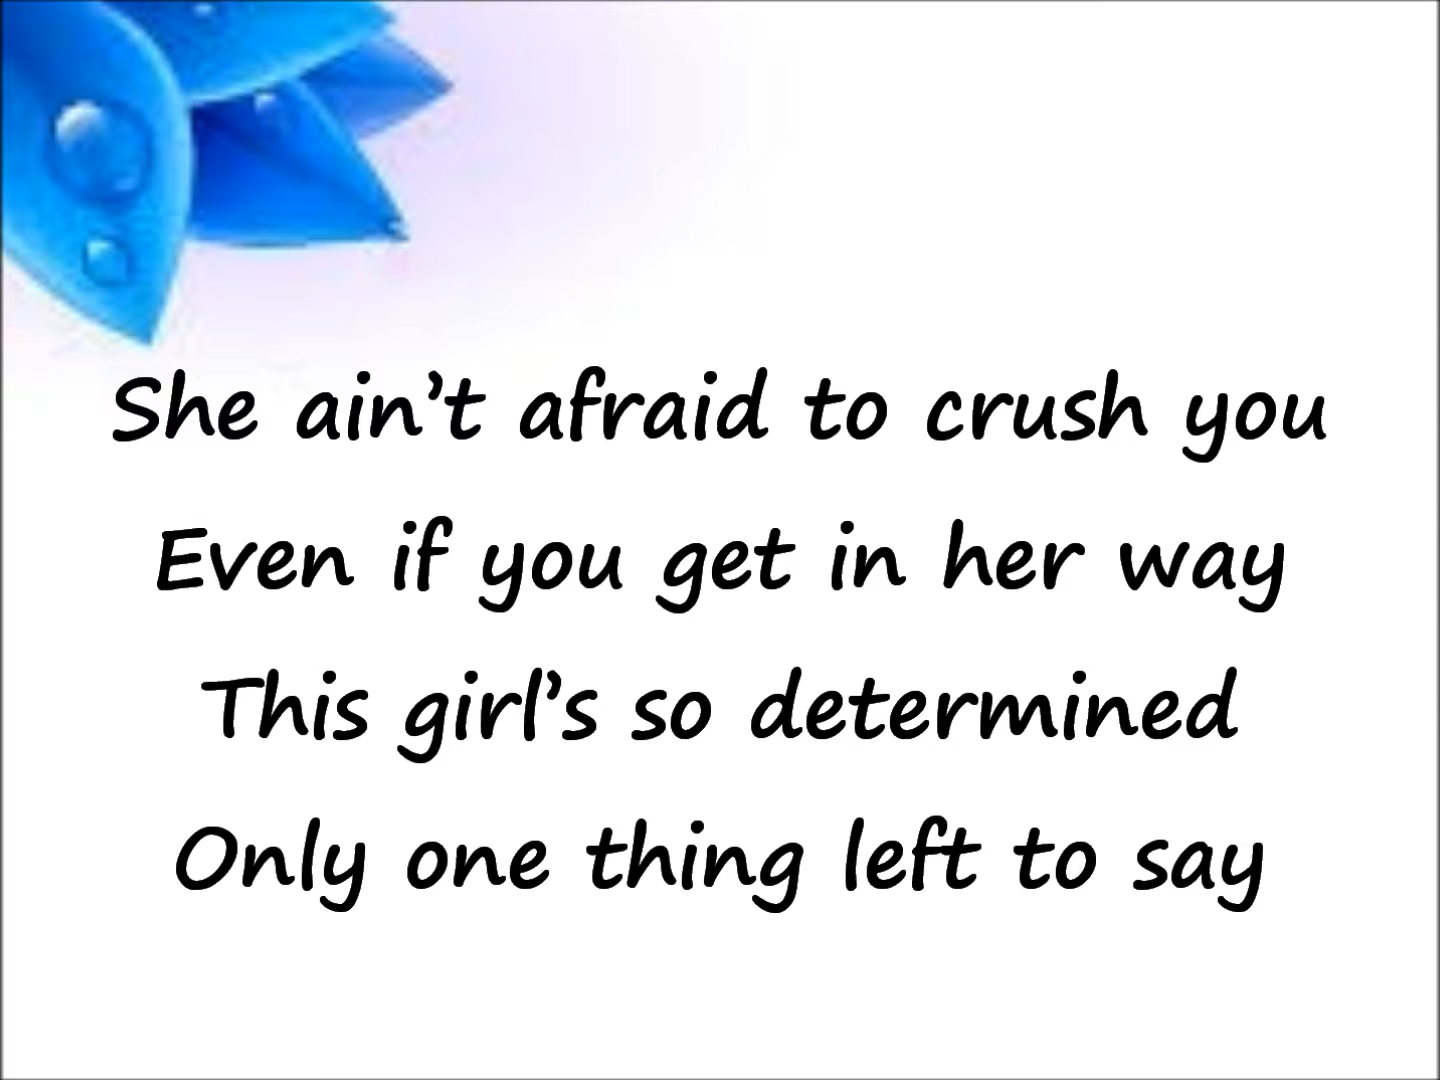 She ain’t afraid to crush you
Even if you get in her way
This girl’s so determined
Only one thing left to say